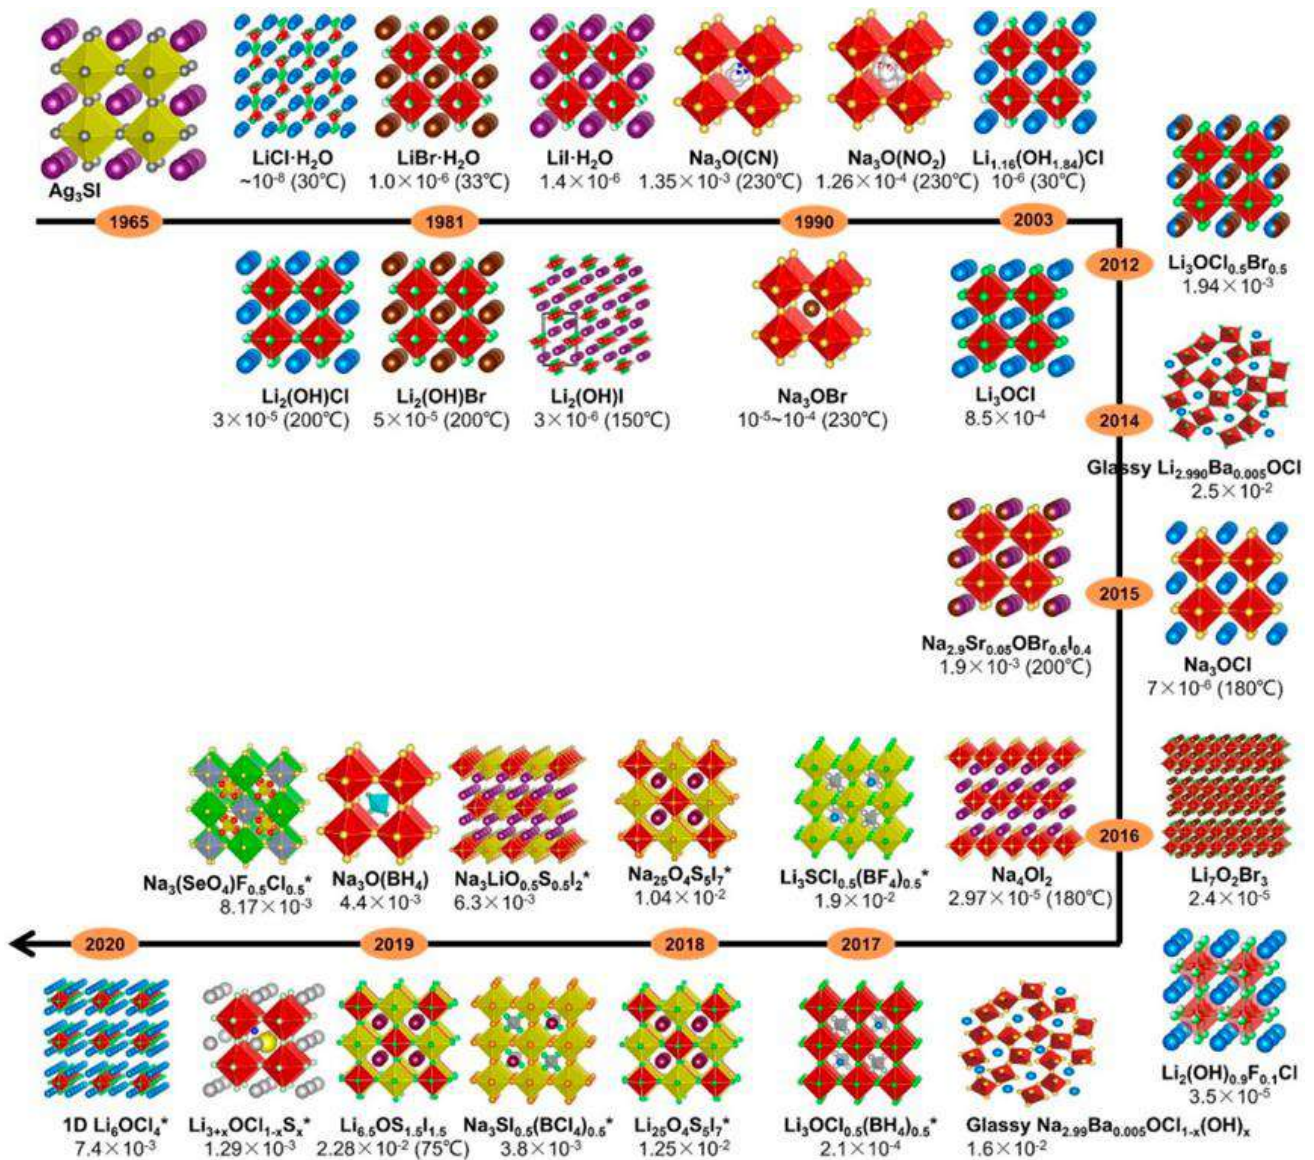 Ag₃SI
LiCl·H₂O
~10⁻⁸ (30℃)
LiBr·H₂O
1.0×10⁻⁶ (33℃)
LiI·H₂O
1.4×10⁻⁶
Na₃O(CN)
1.35×10⁻³ (230℃)
Na₃O(NO₂)
1.26×10⁻⁴ (230℃)
Li₁.₁₆(OH₁.₈₄)Cl
10⁻⁶ (30℃)
1965
1981
1990
2003
2012
Li₃OCl₀.₅Br₀.₅
1.94×10⁻³
Li₂(OH)Cl
3×10⁻⁵ (200℃)
Li₂(OH)Br
5×10⁻⁵ (200℃)
Li₂(OH)I
3×10⁻⁶ (150℃)
Na₃OBr
10⁻⁵~10⁻⁴ (230℃)
Li₃OCl
8.5×10⁻⁴
2014
Glassy Li₂.₉₉₀Ba₀.₀₀₅OCl
2.5×10⁻²
2015
Na₂.₉Sr₀.₀₅OBr₀.₆I₀.₄
1.9×10⁻³ (200℃)
Na₃OCl
7×10⁻⁶ (180℃)
2016
Na₃(SeO₄)F₀.₅Cl₀.₅*
8.17×10⁻³
Na₃O(BH₄)
4.4×10⁻³
Na₃LiO₀.₅S₀.₅I₂*
6.3×10⁻³
Na₂₅O₄S₅I₇*
1.04×10⁻²
Li₃SCl₀.₅(BF₄)₀.₅*
1.9×10⁻²
Na₄OI₂
2.97×10⁻⁵ (180℃)
Li₇O₂Br₃
2.4×10⁻⁵
2020
2019
2018
2017
1D Li₆OCl₄*
7.4×10⁻³
Li₃₊ₓOCl₁₋ₓSₓ*
1.29×10⁻³
Li₆.₅OS₁.₅I₁.₅
2.28×10⁻² (75℃)
Na₃SI₀.₅(BCl₄)₀.₅*
3.8×10⁻³
Li₂₅O₄S₅I₇*
1.25×10⁻²
Li₃OCl₀.₅(BH₄)₀.₅*
2.1×10⁻⁴
Glassy Na₂.₉₉Ba₀.₀₀₅OCl₁₋ₓ(OH)ₓ
1.6×10⁻²
Li₂(OH)₀.₉F₀.₁Cl
3.5×10⁻⁵